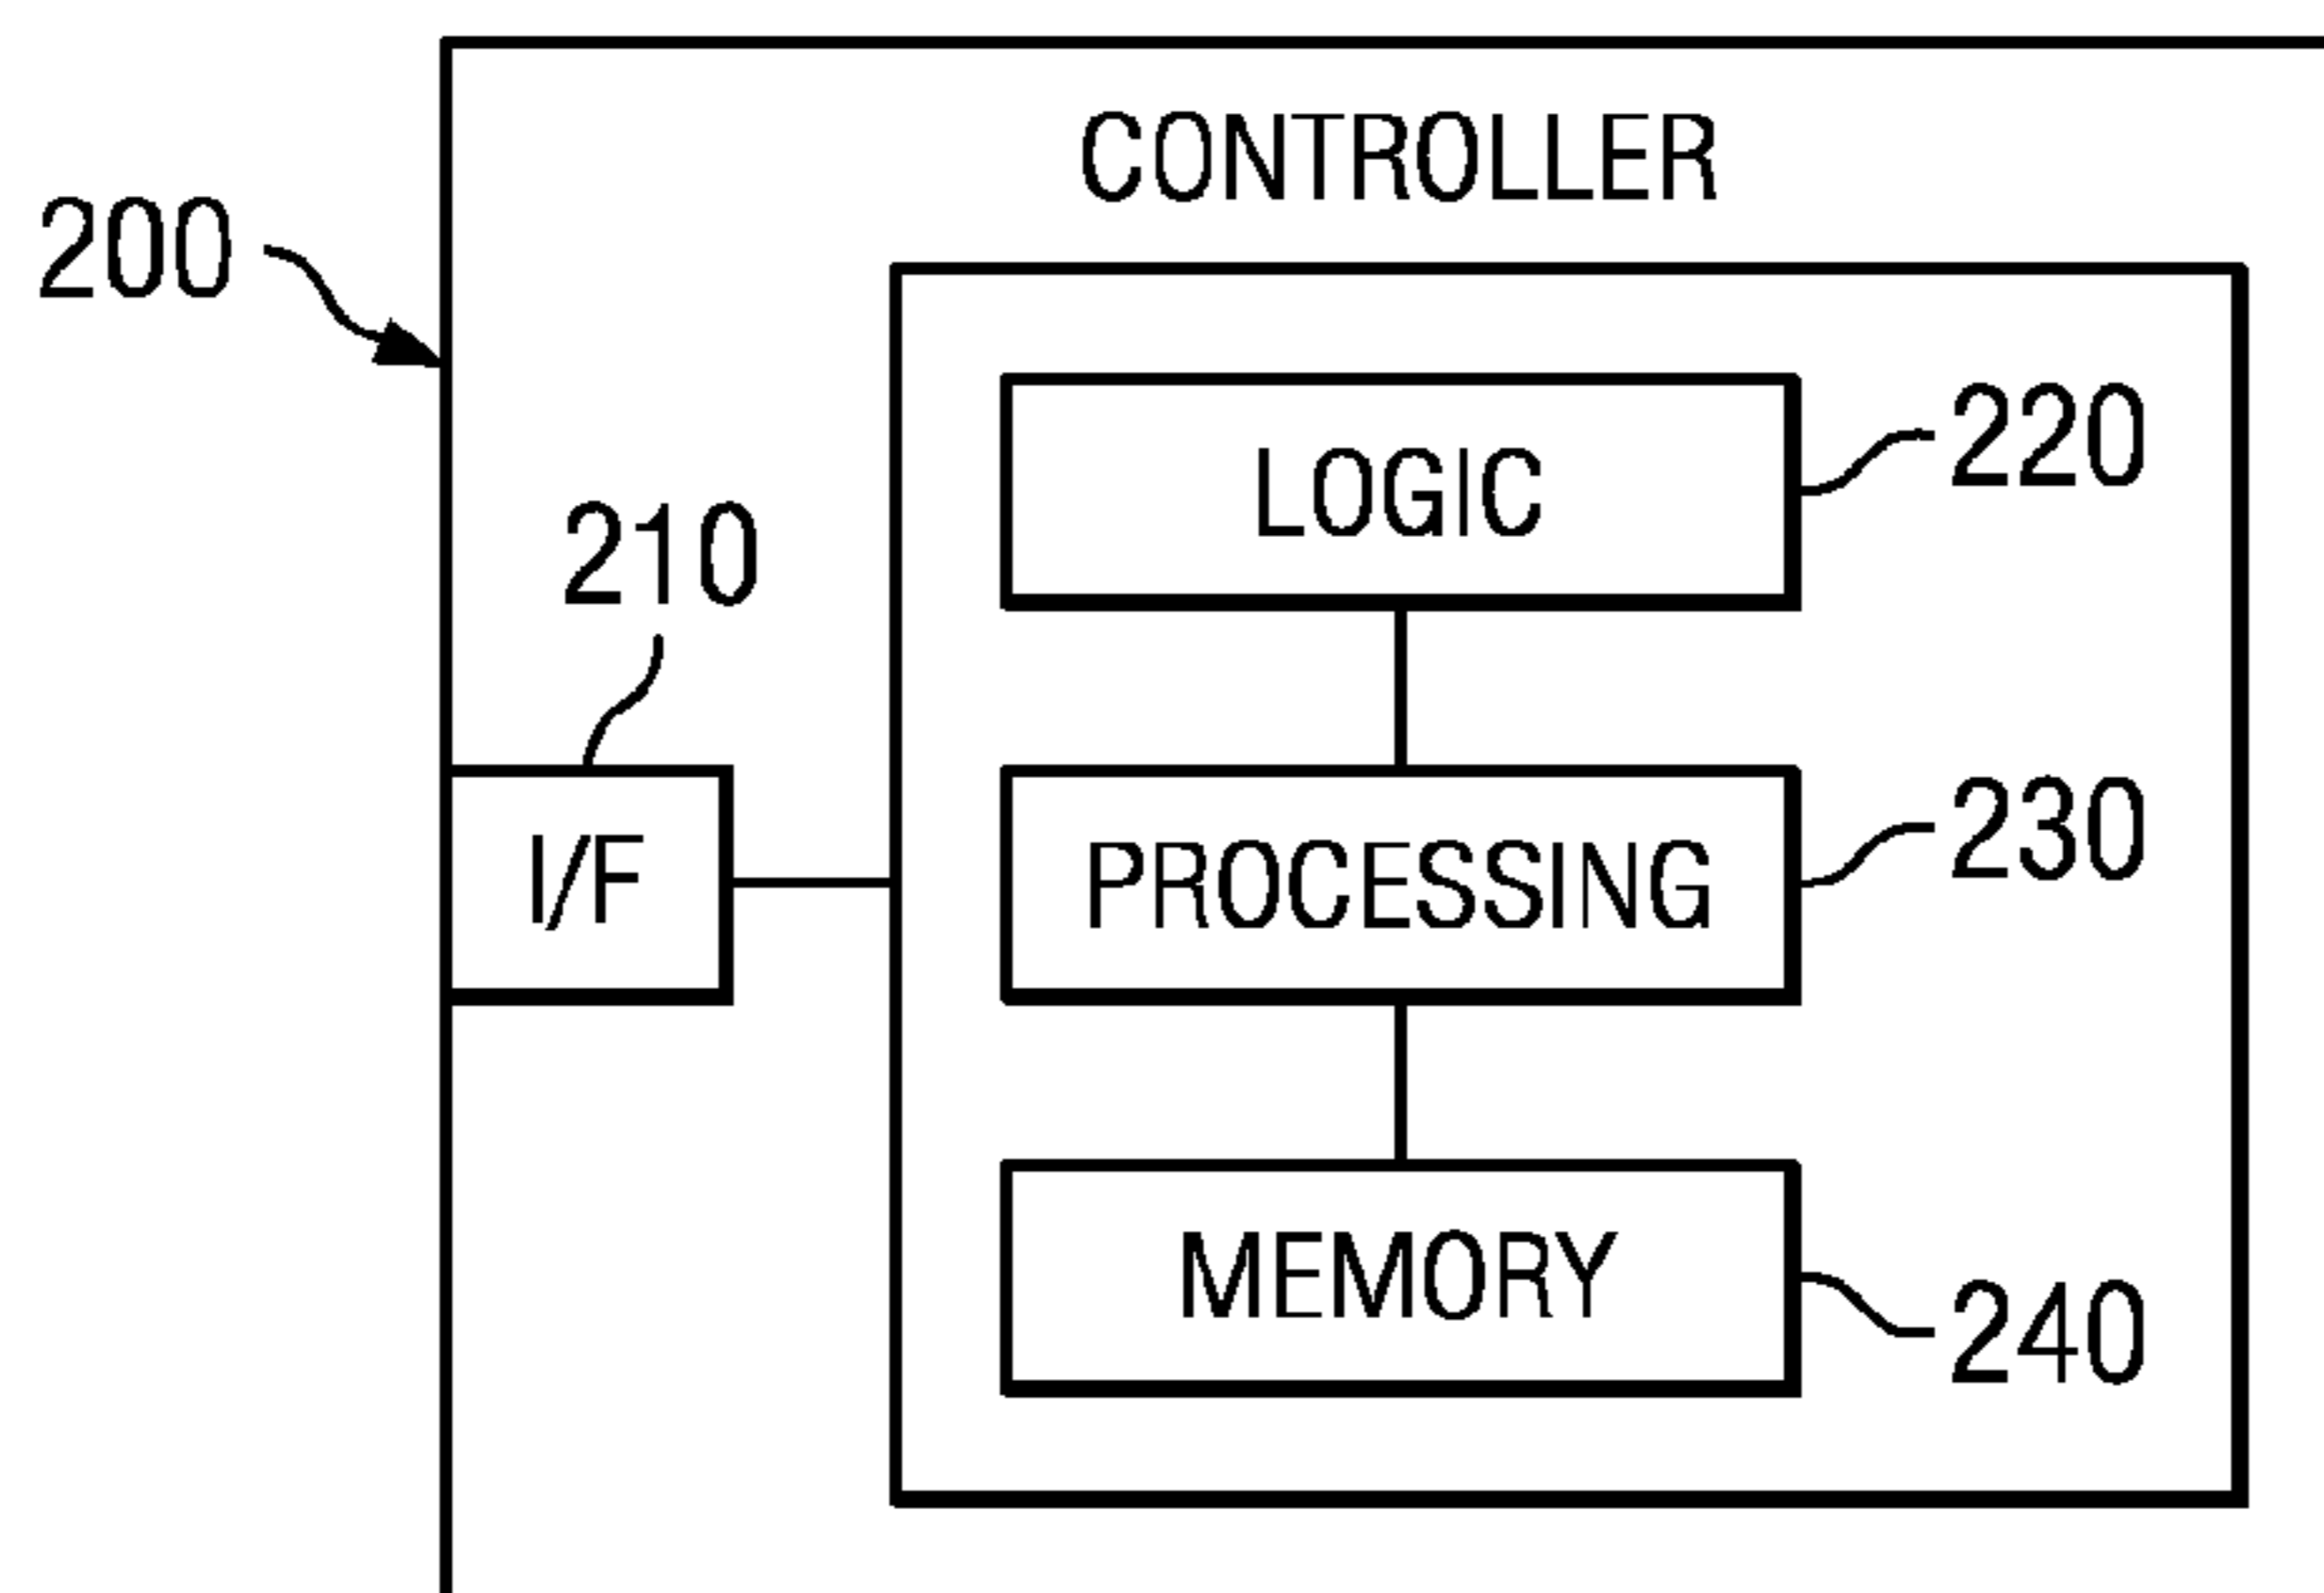 CONTROLLER
200
LOGIC
220
210
I/F
PROCESSING
230
MEMORY
240